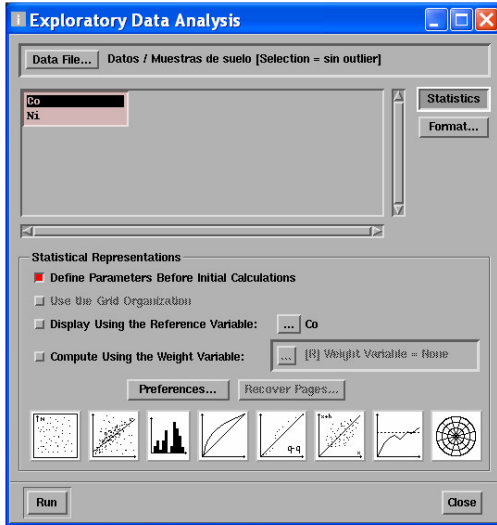 Exploratory Data Analysis
Data File... Datos / Muestras de suelo [Selection = sin outlier]
Co
Ni
Statistics
Format...
Statistical Representations
Define Parameters Before Initial Calculations
Use the Grid Organization
Display Using the Reference Variable: ... Co
Compute Using the Weight Variable: ... [R] Weight Variable = None
Preferences... Recover Pages...
q-q
x+h
Run Close